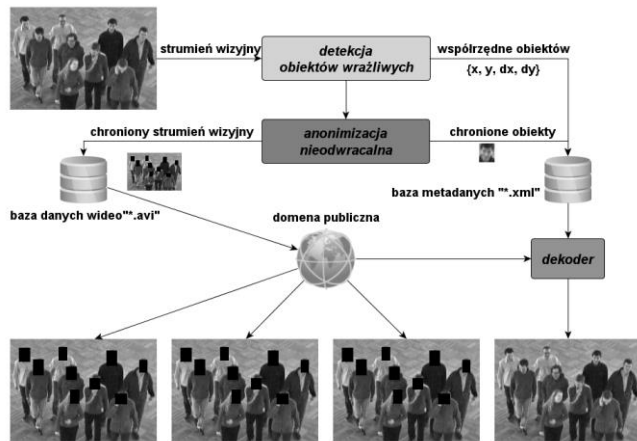 strumień wizyjny
detekcja
obiektów wrażliwych
współrzędne obiektów
{x, y, dx, dy}
chroniony strumień wizyjny
anonimizacja
nieodwracalna
chronione obiekty
baza danych wideo"*.avi"
baza metadanych "*.xml"
domena publiczna
dekoder